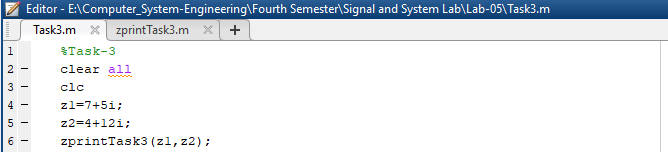 Editor - E:\Computer_System-Engineering\Fourth Semester\Signal and System Lab\Lab-05\Task3.m
Task3.m × zprintTask3.m × +
1 %Task-3
2 - clear all
3 - clc
4 - z1=7+5i;
5 - z2=4+12i;
6 - zprintTask3(z1,z2);